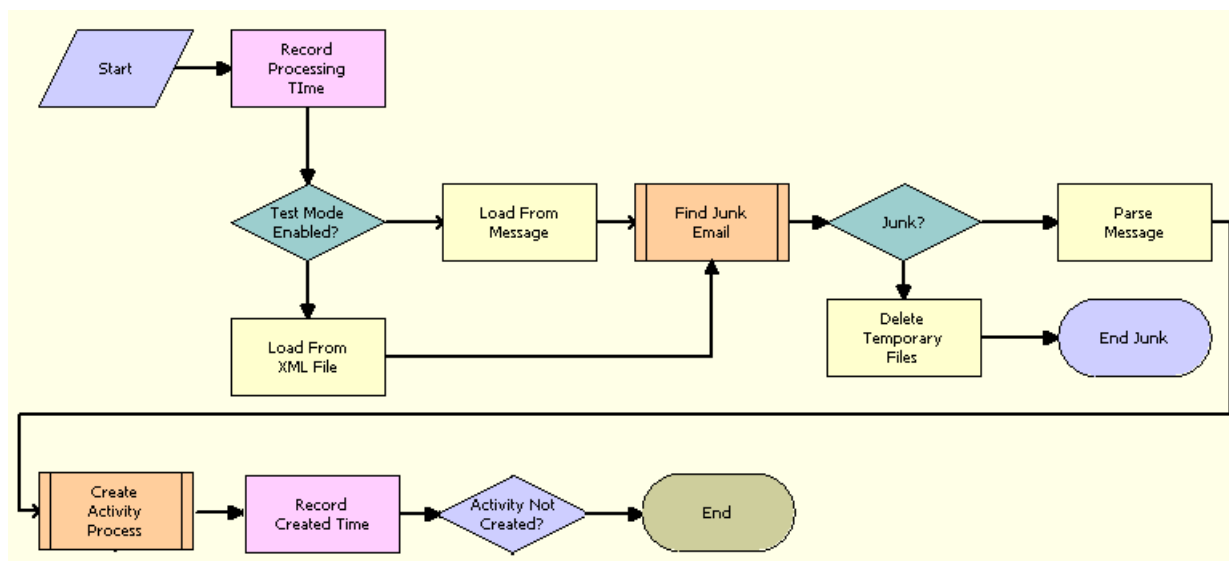 Start
Record
Processing
TIme
Test Mode
Enabled?
Load From
Message
Find Junk
Email
Junk?
Parse
Message
Load From
XML File
Delete
Temporary
Files
End Junk
Create
Activity
Process
Record
Created Time
Activity Not
Created?
End